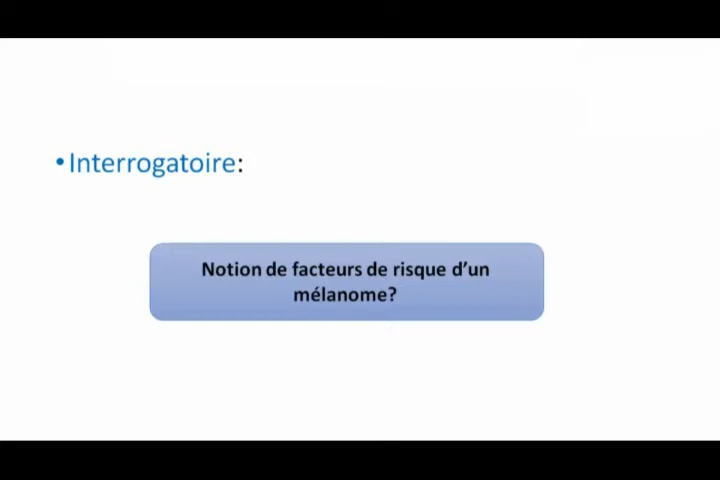 •Interrogatoire:
Notion de facteurs de risque d’un
mélanome?